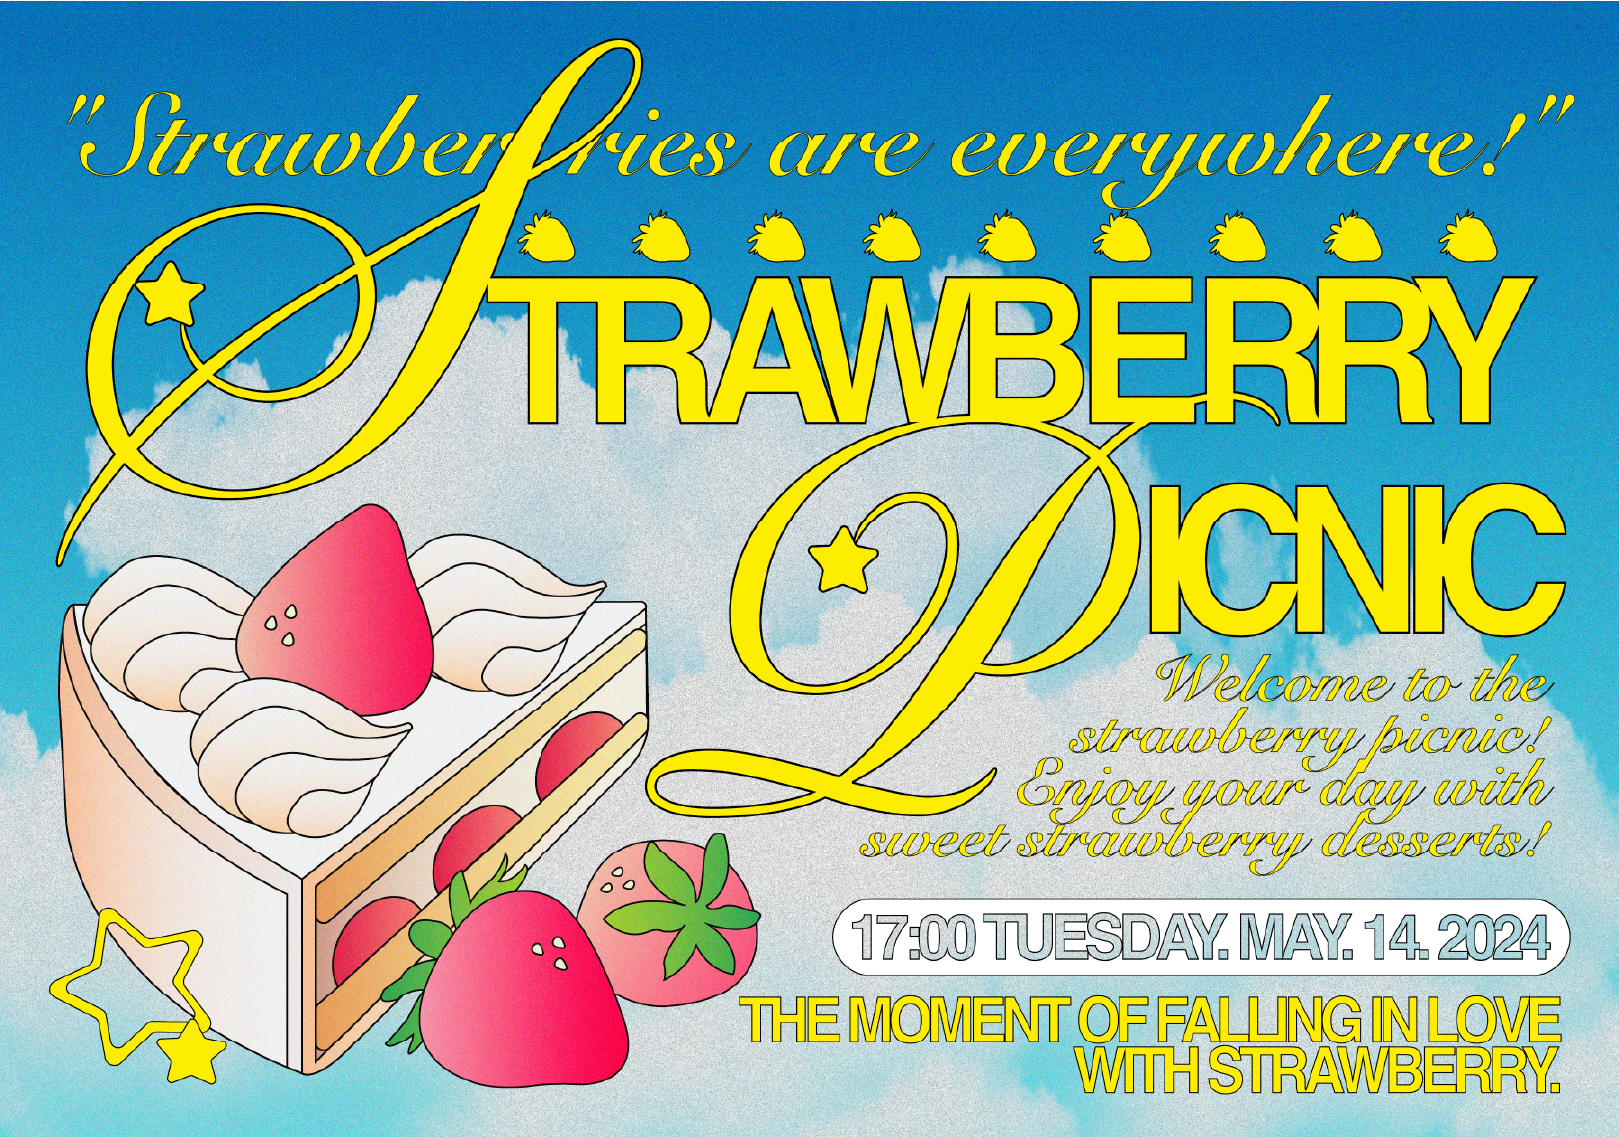 "Strawberries are everywhere!"
STRAWBERRY
PICNIC
Welcome to the
strawberry picnic!
Enjoy your day with
sweet strawberry desserts!
17:00 TUESDAY. MAY. 14. 2024
THE MOMENT OF FALLING IN LOVE
WITH STRAWBERRY.